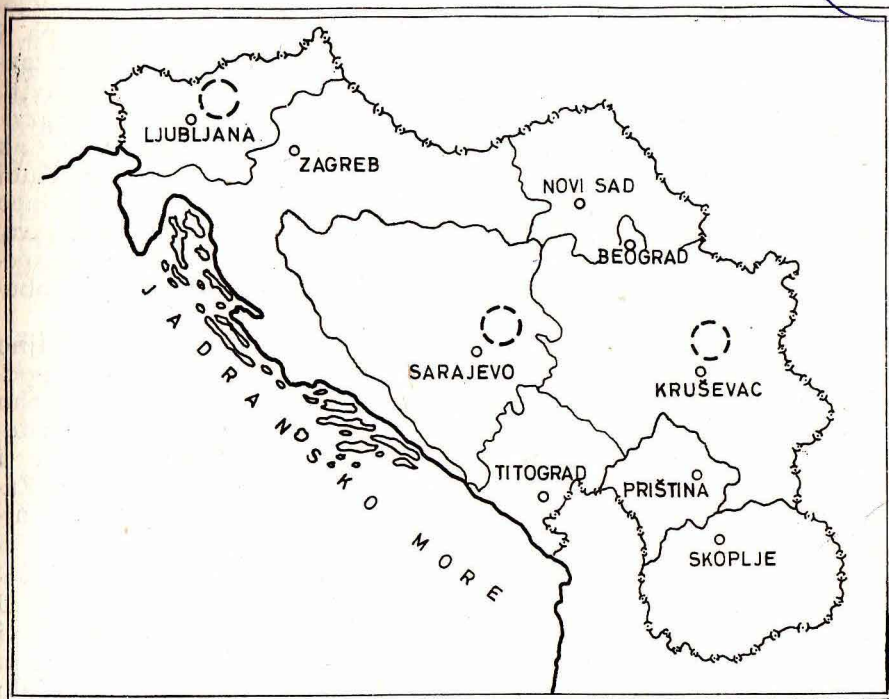 LJUBLJANA
ZAGREB
NOVI SAD
BEOGRAD
SARAJEVO
KRUŠEVAC
TITOGRAD
PRIŠTINA
SKOPLJE
JADRANSKO MORE